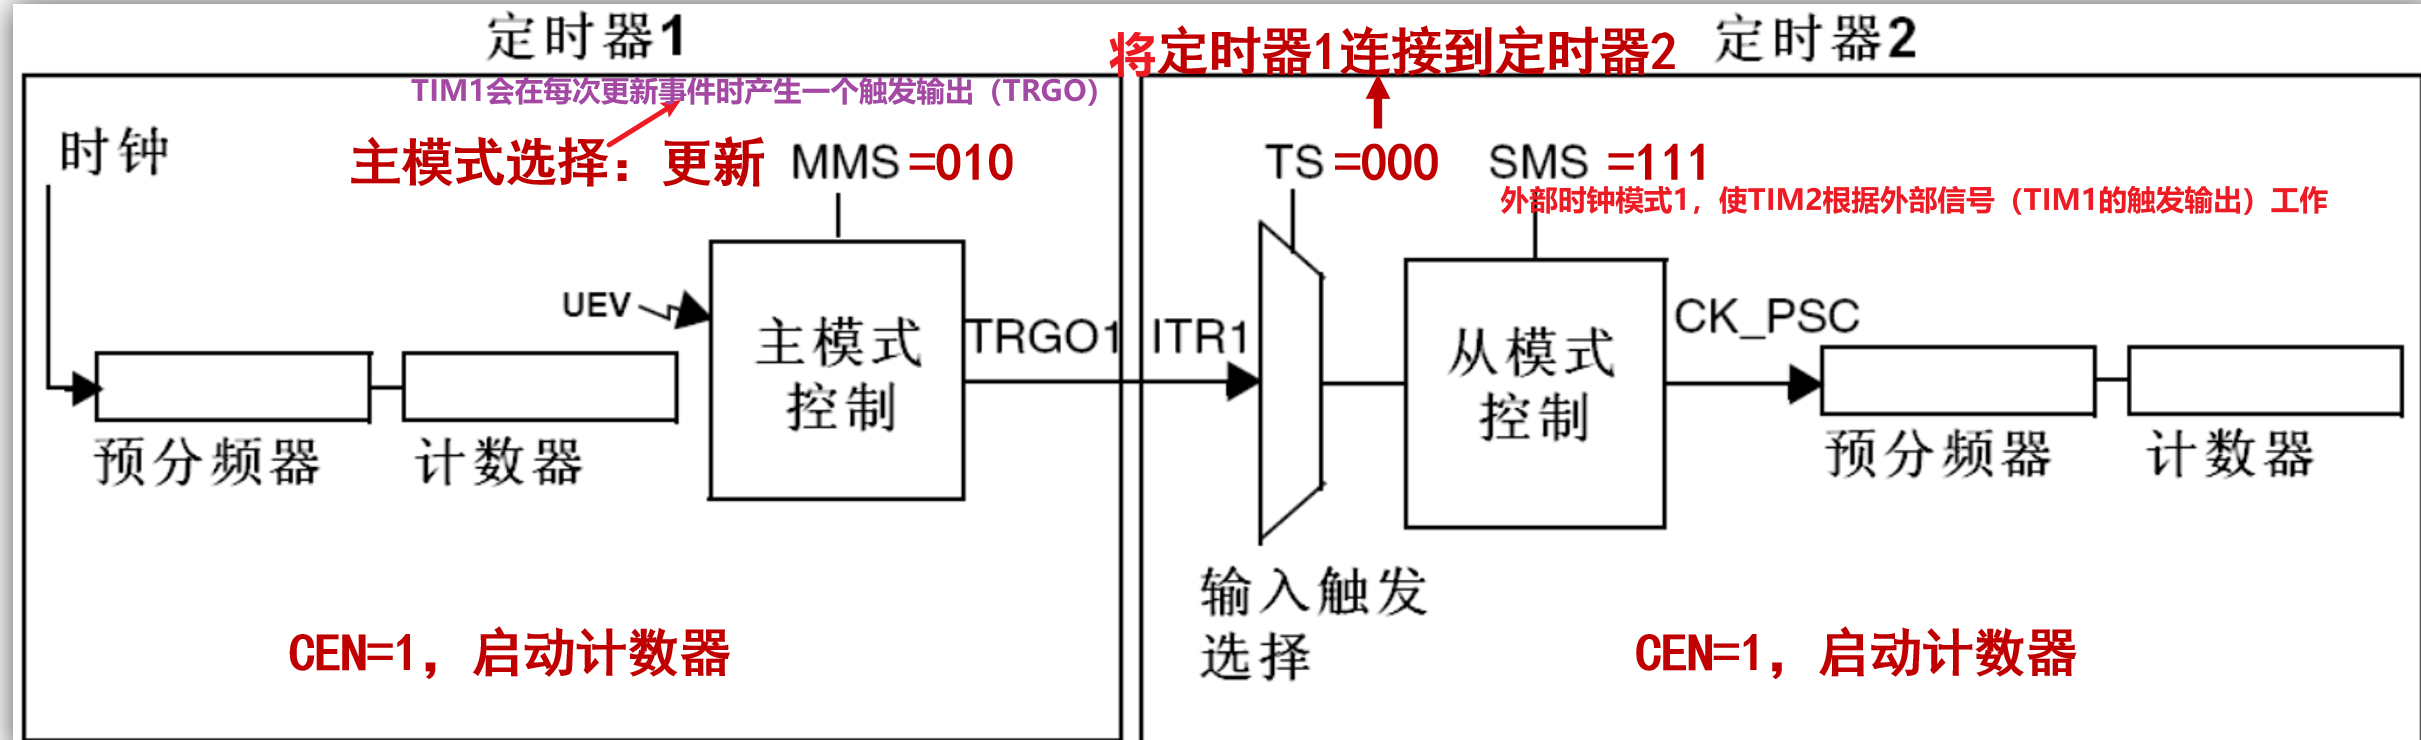 定时器1
将定时器1连接到定时器2
定时器2
TIM1会在每次更新事件时产生一个触发输出（TRGO）
时钟
主模式选择：更新 MMS =010
TS =000
SMS =111
外部时钟模式1，使TIM2根据外部信号（TIM1的触发输出）工作
UEV
主模式
控制
TRGO1
ITR1
从模式
控制
CK_PSC
预分频器
计数器
预分频器
计数器
输入触发
选择
CEN=1，启动计数器
CEN=1，启动计数器